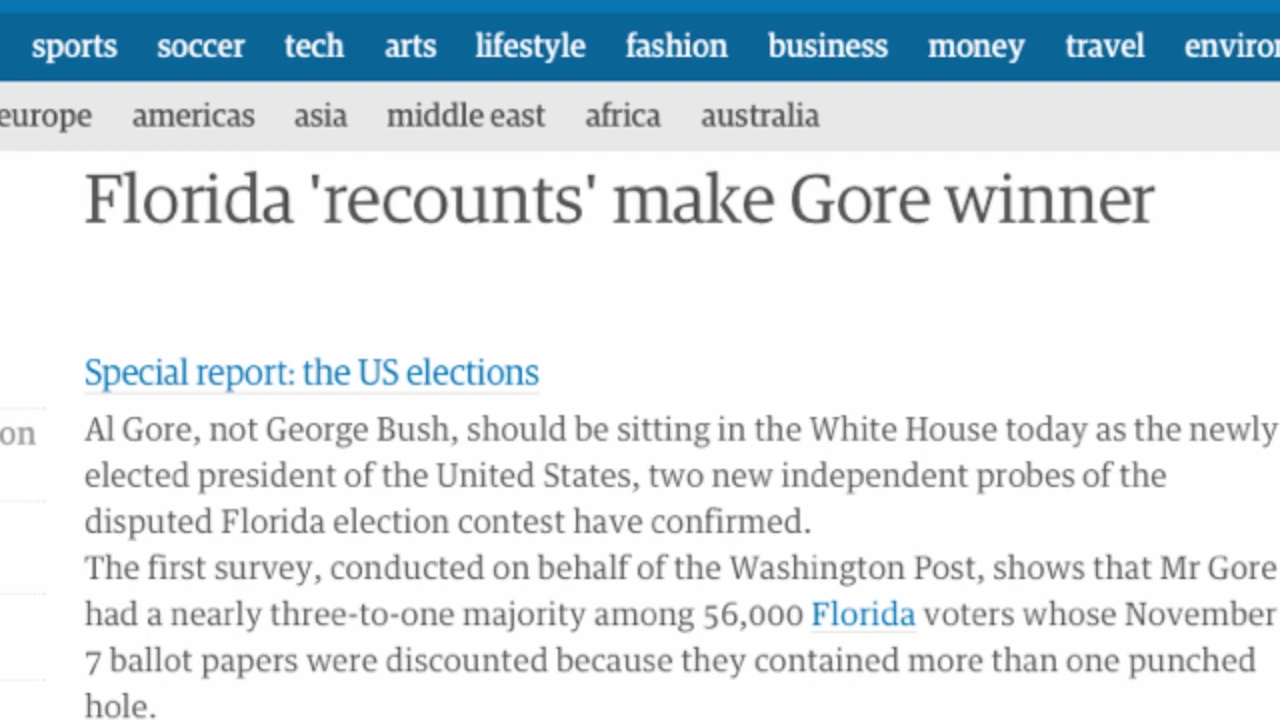 sports soccer tech arts lifestyle fashion business money travel enviro
europe americas asia middle east africa australia
Florida 'recounts' make Gore winner
Special report: the US elections
on
Al Gore, not George Bush, should be sitting in the White House today as the newly
elected president of the United States, two new independent probes of the
disputed Florida election contest have confirmed.
The first survey, conducted on behalf of the Washington Post, shows that Mr Gore
had a nearly three-to-one majority among 56,000 Florida voters whose November
7 ballot papers were discounted because they contained more than one punched
hole.